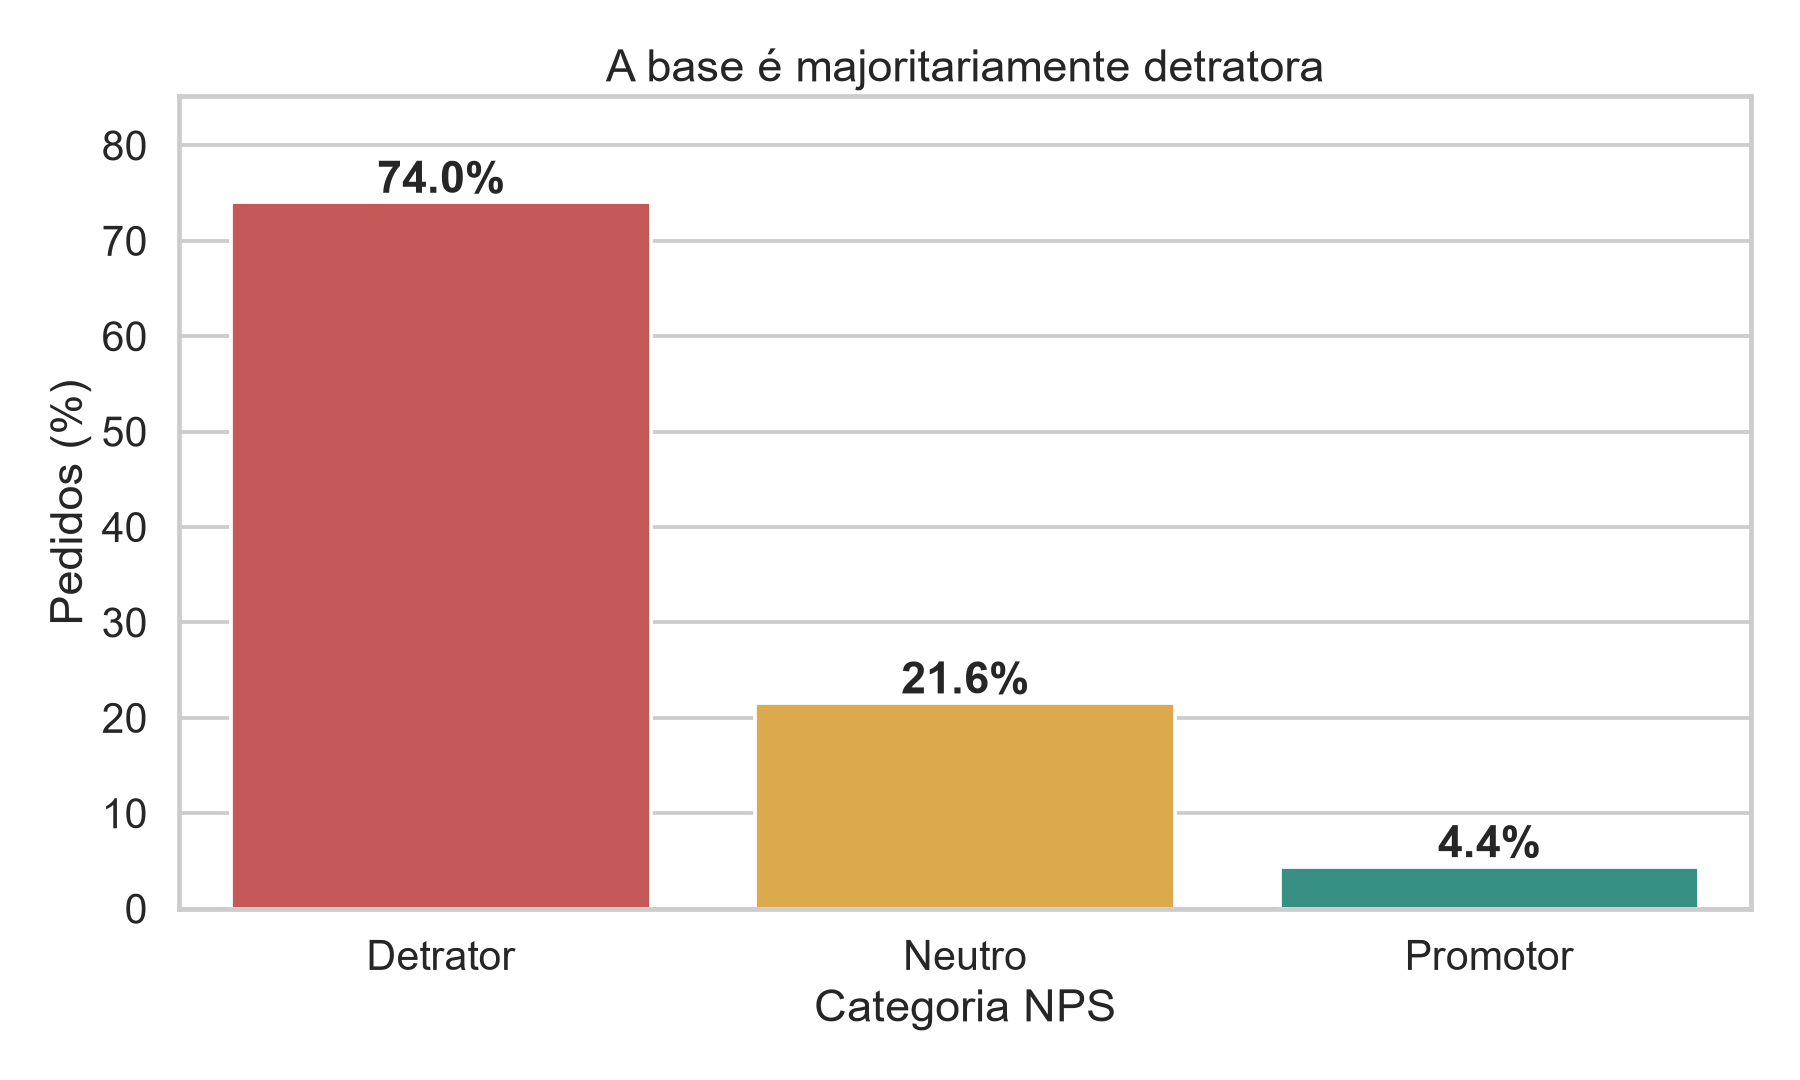 A base é majoritariamente detratora
80
70
60
50
40
30
20
10
0
Pedidos (%)
74.0%
21.6%
4.4%
Detrator
Neutro
Promotor
Categoria NPS